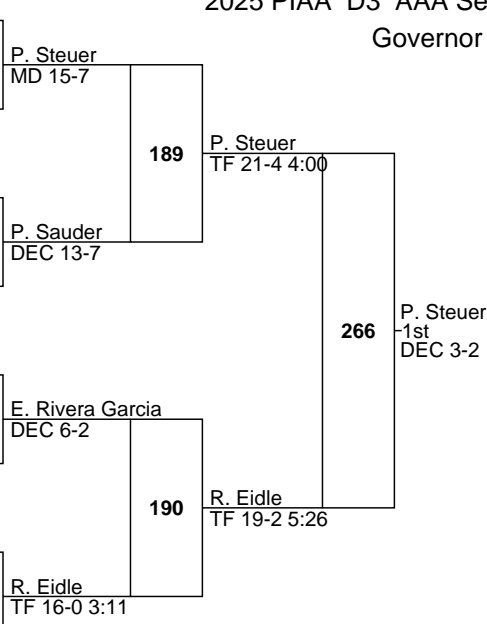 2025 PIAA D3 AAA Se
Governor
P. Steuer
MD 15-7
189
P. Steuer
TF 21-4 4:00
P. Sauder
DEC 13-7
266
P. Steuer
1st
DEC 3-2
E. Rivera Garcia
DEC 6-2
190
R. Eidle
TF 19-2 5:26
R. Eidle
TF 16-0 3:11